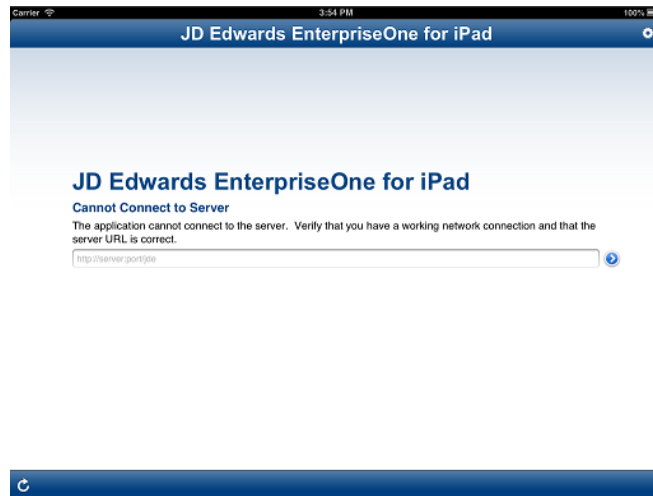 Carrier 3:54 PM 100%
JD Edwards EnterpriseOne for iPad
JD Edwards EnterpriseOne for iPad
Cannot Connect to Server
The application cannot connect to the server.  Verify that you have a working network connection and that the
server URL is correct.
http://server:port/jde